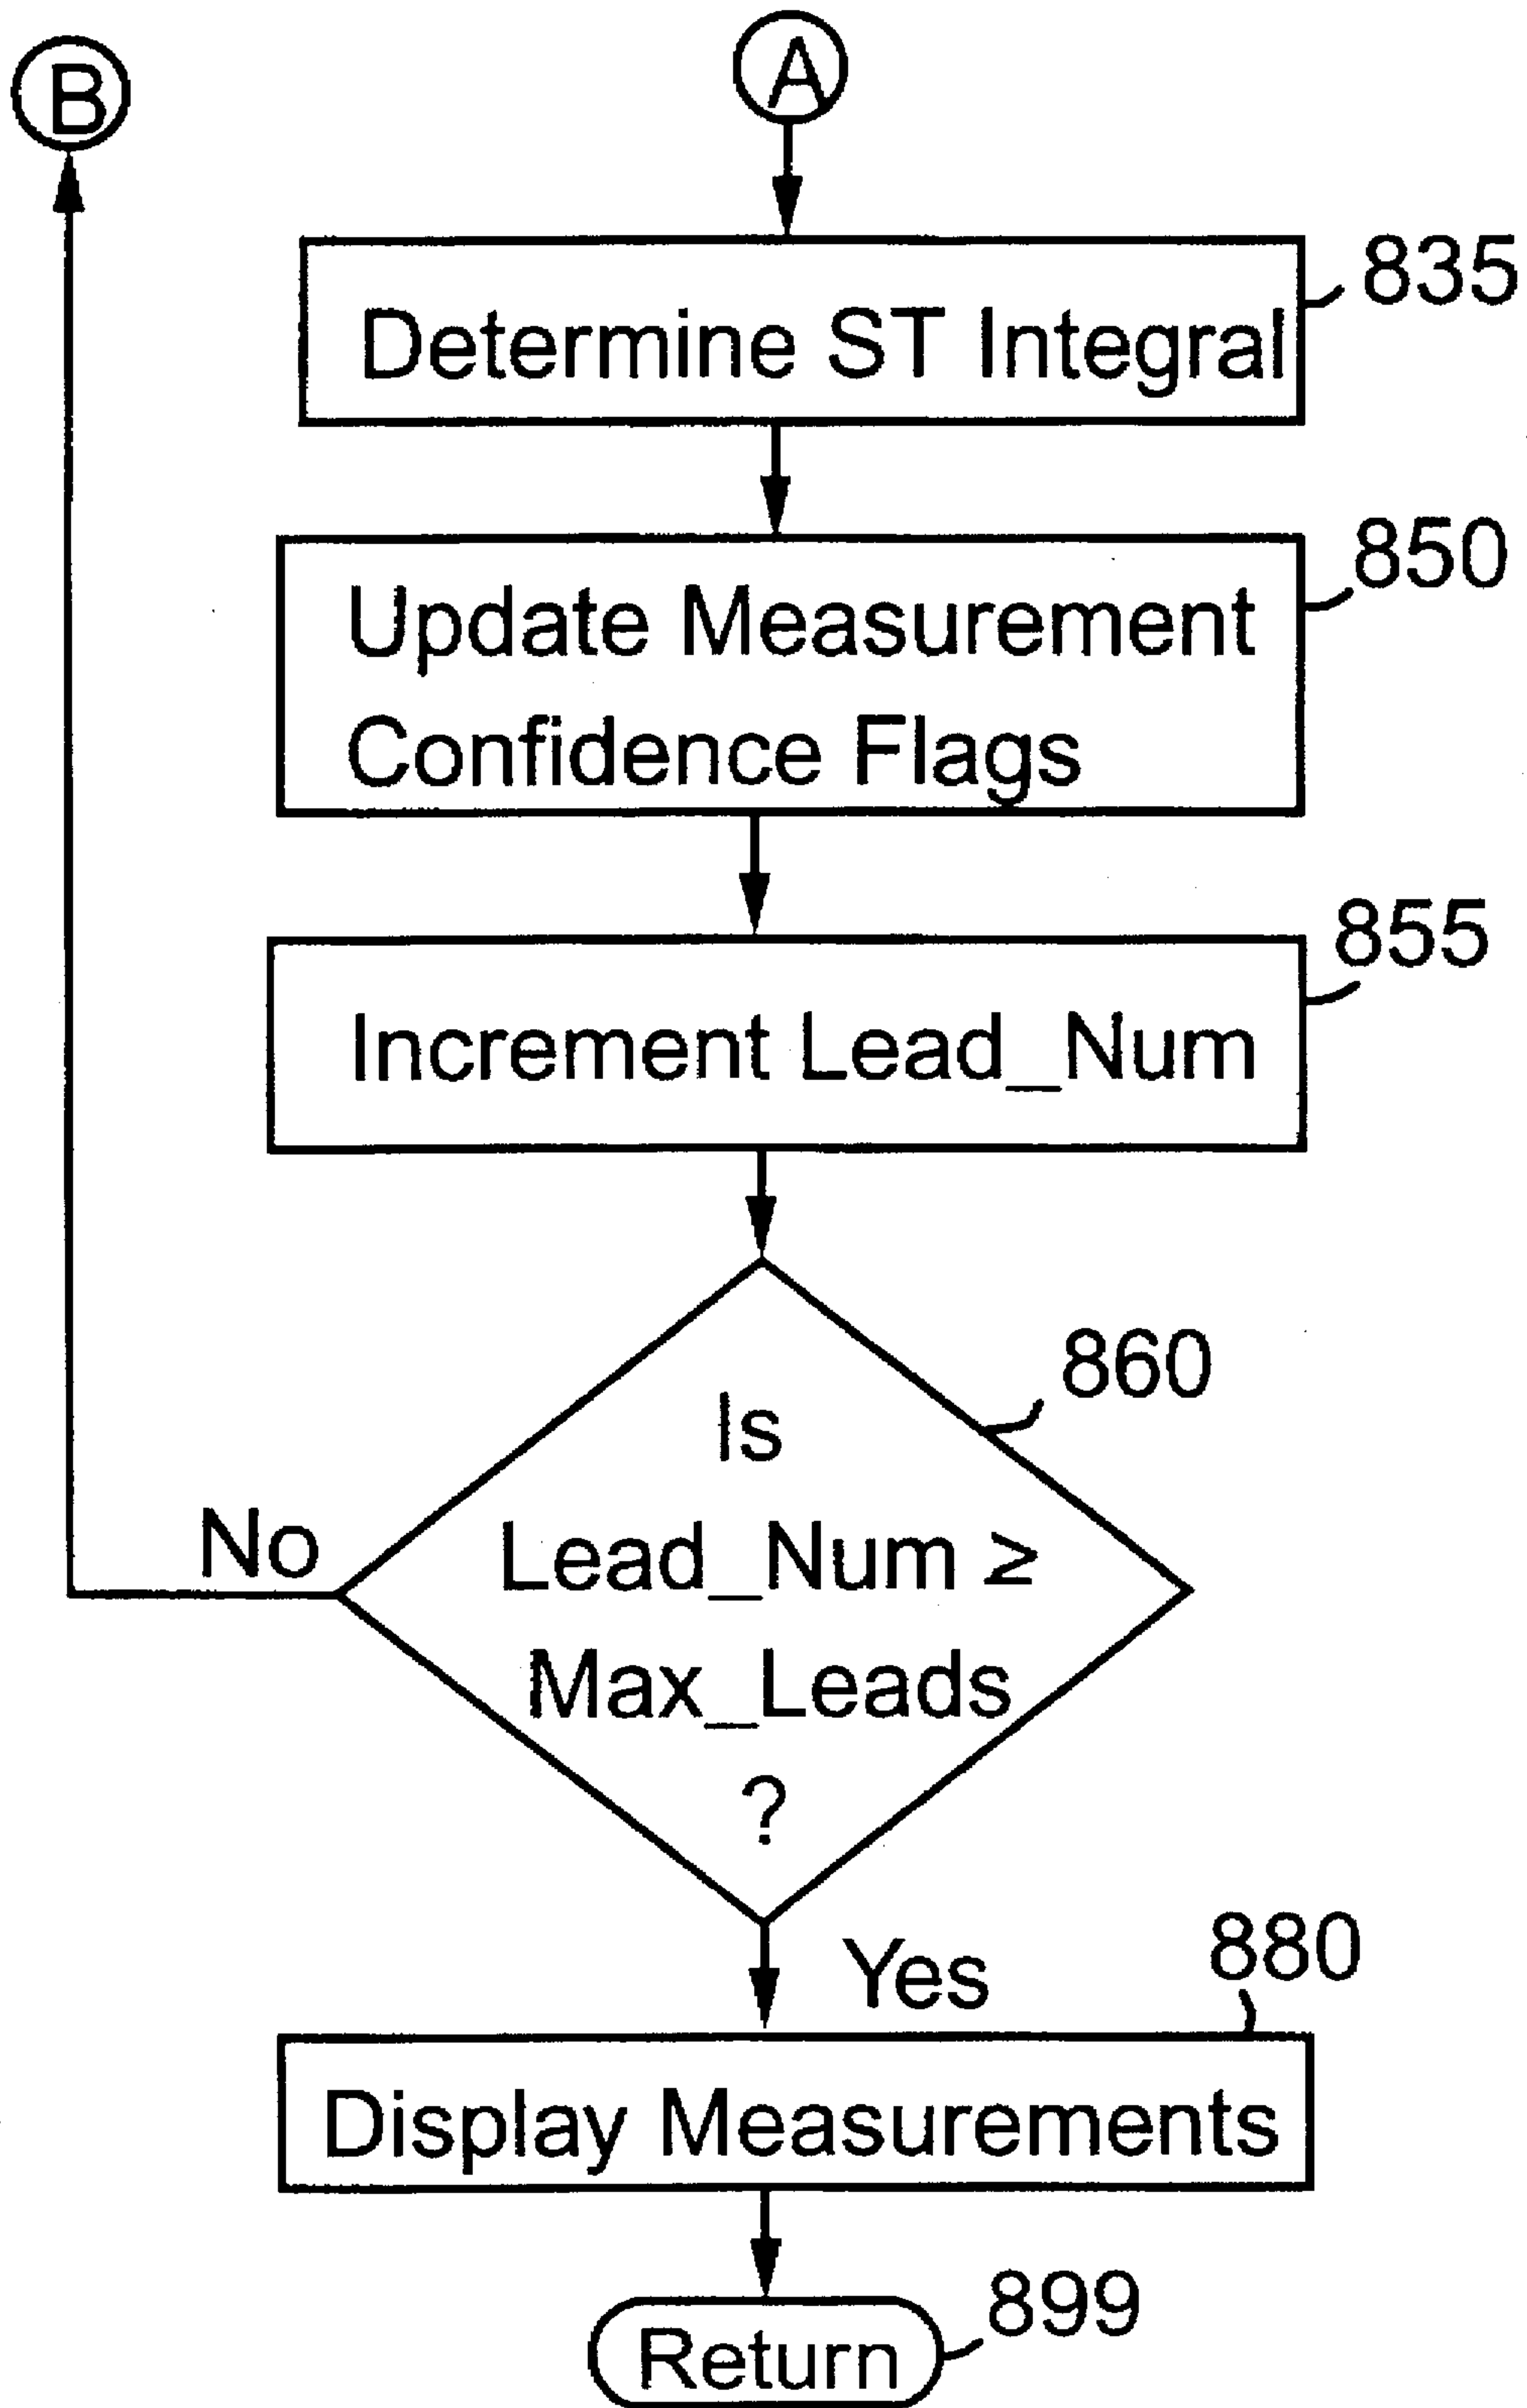 B
A
835
Determine ST Integral
850
Update Measurement
Confidence Flags
855
Increment Lead_Num
860
Is
Lead_Num ≥
Max_Leads
?
No
Yes
880
Display Measurements
899
Return